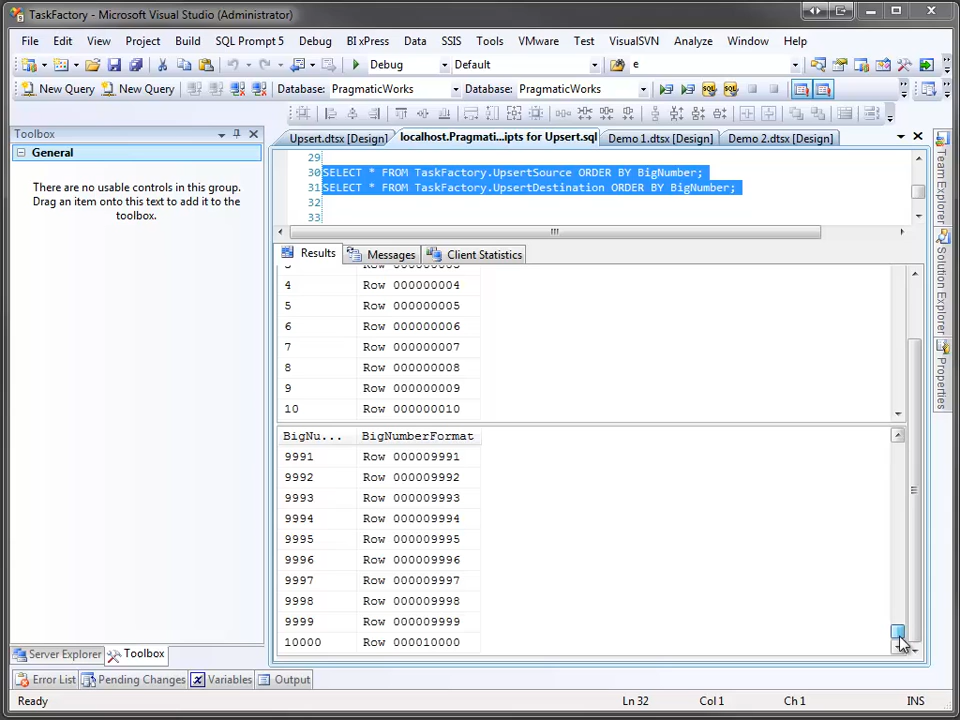 TaskFactory - Microsoft Visual Studio (Administrator)
File Edit View Project Build SQL Prompt 5 Debug BI xPress Data SSIS Tools VMware Test VisualSVN Analyze Window Help
Debug Default e
New Query New Query Database: PragmaticWorks Database: PragmaticWorks
Toolbox
General
There are no usable controls in this group. Drag an item onto this text to add it to the toolbox.
Upsert.dtsx [Design] localhost.Pragmati...ipts for Upsert.sql Demo 1.dtsx [Design] Demo 2.dtsx [Design]
29
30 SELECT * FROM TaskFactory.UpsertSource ORDER BY BigNumber;
31 SELECT * FROM TaskFactory.UpsertDestination ORDER BY BigNumber;
32
33
Results Messages Client Statistics
4 Row 000000004
5 Row 000000005
6 Row 000000006
7 Row 000000007
8 Row 000000008
9 Row 000000009
10 Row 000000010
BigNu... BigNumberFormat
9991 Row 000009991
9992 Row 000009992
9993 Row 000009993
9994 Row 000009994
9995 Row 000009995
9996 Row 000009996
9997 Row 000009997
9998 Row 000009998
9999 Row 000009999
10000 Row 000010000
Team Explorer
Solution Explorer
Properties
Server Explorer Toolbox
Error List Pending Changes Variables Output
Ready Ln 32 Col 1 Ch 1 INS